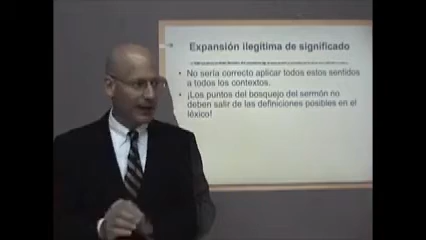 Expansión ilegítima de significado
• No sería correcto aplicar todos estos sentidos
a todos los contextos.
• ¡Los puntos del bosquejo del sermón no
deben salir de las definiciones posibles en el
léxico!